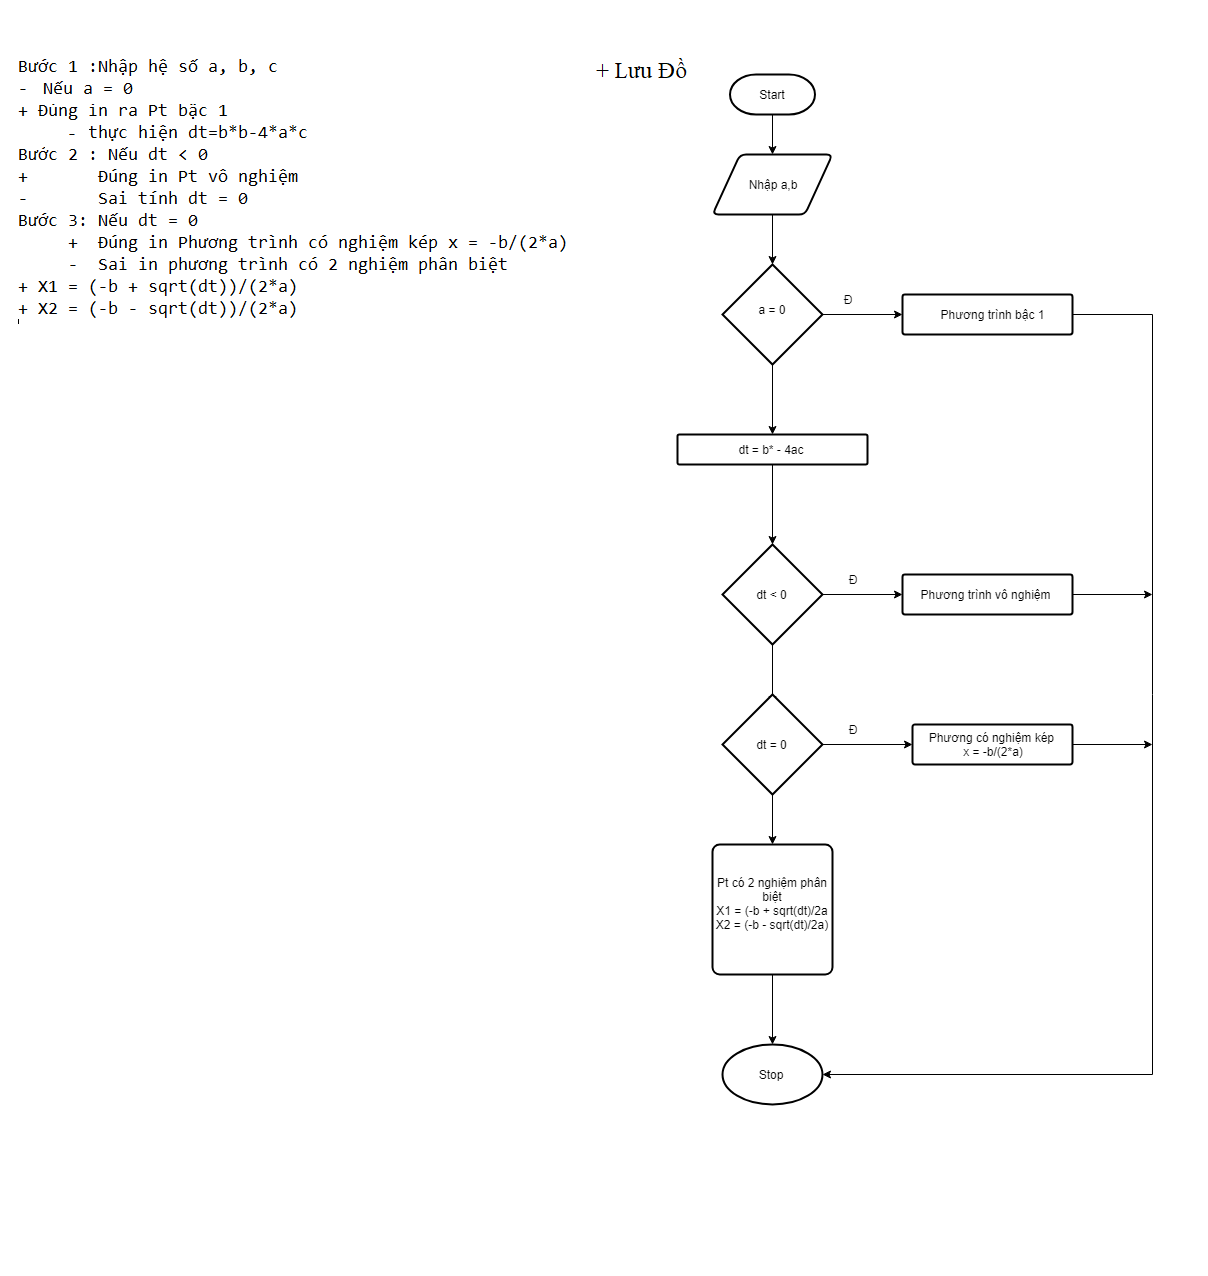 Bước 1 :Nhập hệ số a, b, c
- Nếu a = 0
+ Đúng in ra Pt bặc 1
- thực hiện dt=b*b-4*a*c
Bước 2 : Nếu dt < 0
+ Đúng in Pt vô nghiệm
- Sai tính dt = 0
Bước 3: Nếu dt = 0
+ Đúng in Phương trình có nghiệm kép x = -b/(2*a)
- Sai in phương trình có 2 nghiệm phân biệt
+ X1 = (-b + sqrt(dt))/(2*a)
+ X2 = (-b - sqrt(dt))/(2*a)
+ Lưu Đồ
Start
Nhập a,b
a = 0
Đ
Phương trình bậc 1
dt = b* - 4ac
dt < 0
Đ
Phương trình vô nghiệm
dt = 0
Đ
Phương có nghiệm kép
x = -b/(2*a)
Pt có 2 nghiệm phân
biệt
X1 = (-b + sqrt(dt)/2a
X2 = (-b - sqrt(dt)/2a)
Stop